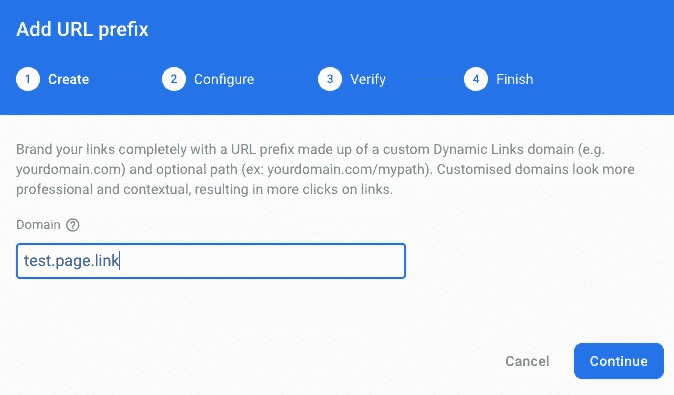 Add URL prefix
1 Create 2 Configure 3 Verify 4 Finish
Brand your links completely with a URL prefix made up of a custom Dynamic Links domain (e.g.
yourdomain.com) and optional path (ex: yourdomain.com/mypath). Customised domains look more
professional and contextual, resulting in more clicks on links.
Domain ?
test.page.link
Cancel Continue